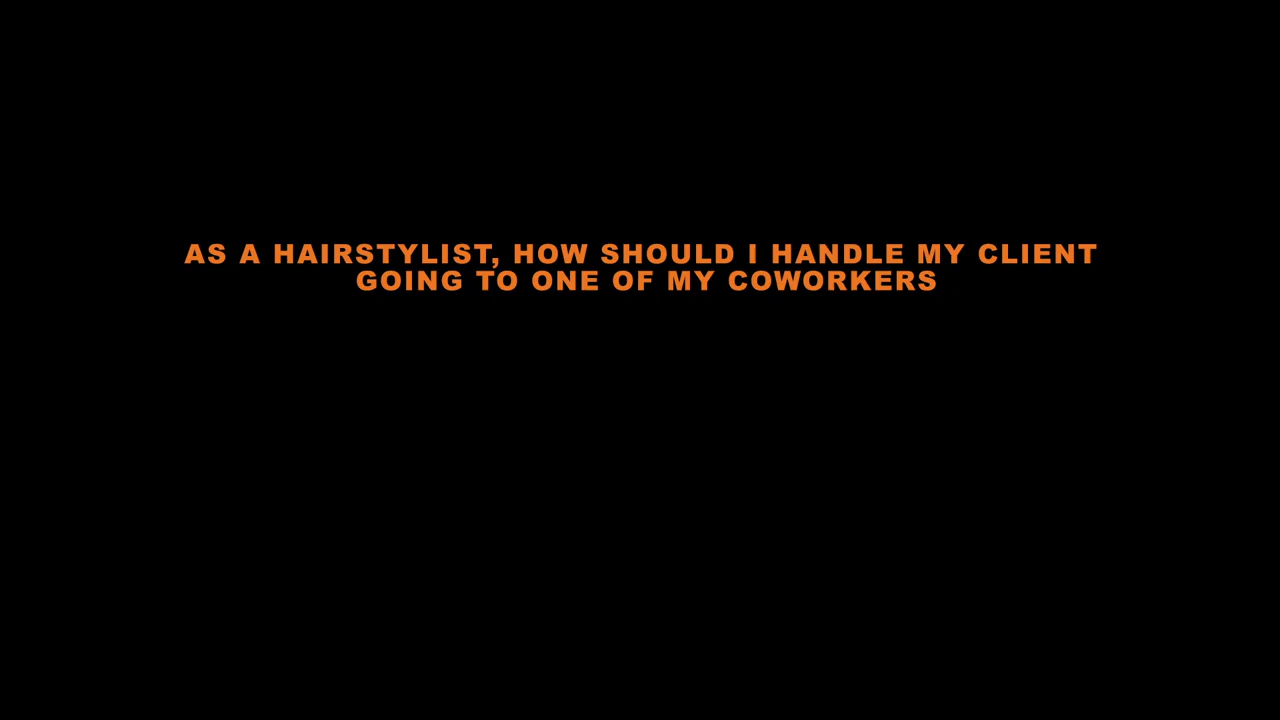 AS A HAIRSTYLIST, HOW SHOULD I HANDLE MY CLIENT
GOING TO ONE OF MY COWORKERS